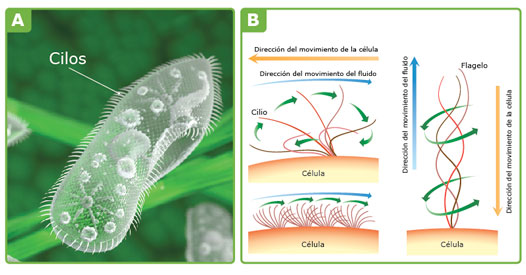 A
Cilos
B
Dirección del movimiento de la célula
Dirección del movimiento del fluido
Cilio
Célula
Célula
Flagelo
Dirección del movimiento del fluido
Dirección del movimiento de la célula
Célula